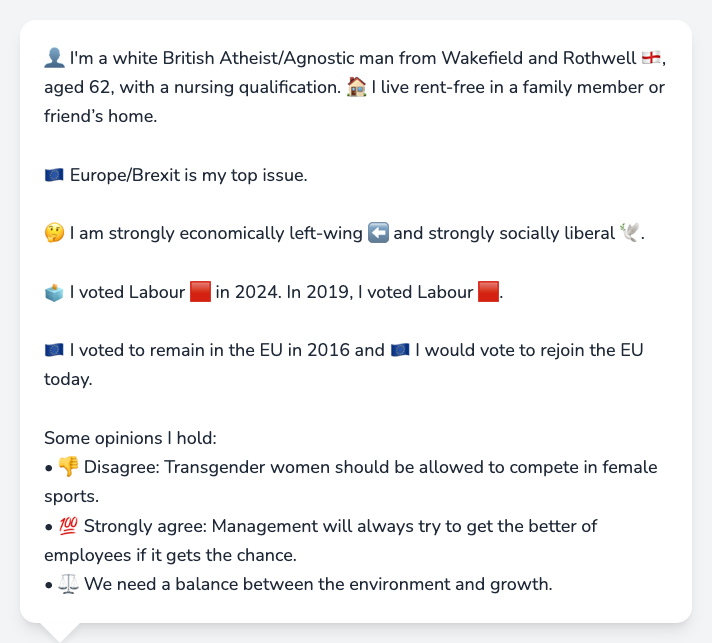 👤 I'm a white British Atheist/Agnostic man from Wakefield and Rothwell 🏴󠁧󠁢󠁥󠁮󠁧󠁿,
aged 62, with a nursing qualification. 🏠 I live rent-free in a family member or
friend’s home.
🇪🇺 Europe/Brexit is my top issue.
🤔 I am strongly economically left-wing ⬅️ and strongly socially liberal 🕊️.
🗳️ I voted Labour 🟥 in 2024. In 2019, I voted Labour 🟥.
🇪🇺 I voted to remain in the EU in 2016 and 🇪🇺 I would vote to rejoin the EU
today.
Some opinions I hold:
• 👎 Disagree: Transgender women should be allowed to compete in female
sports.
• 💯 Strongly agree: Management will always try to get the better of
employees if it gets the chance.
• ⚖️ We need a balance between the environment and growth.